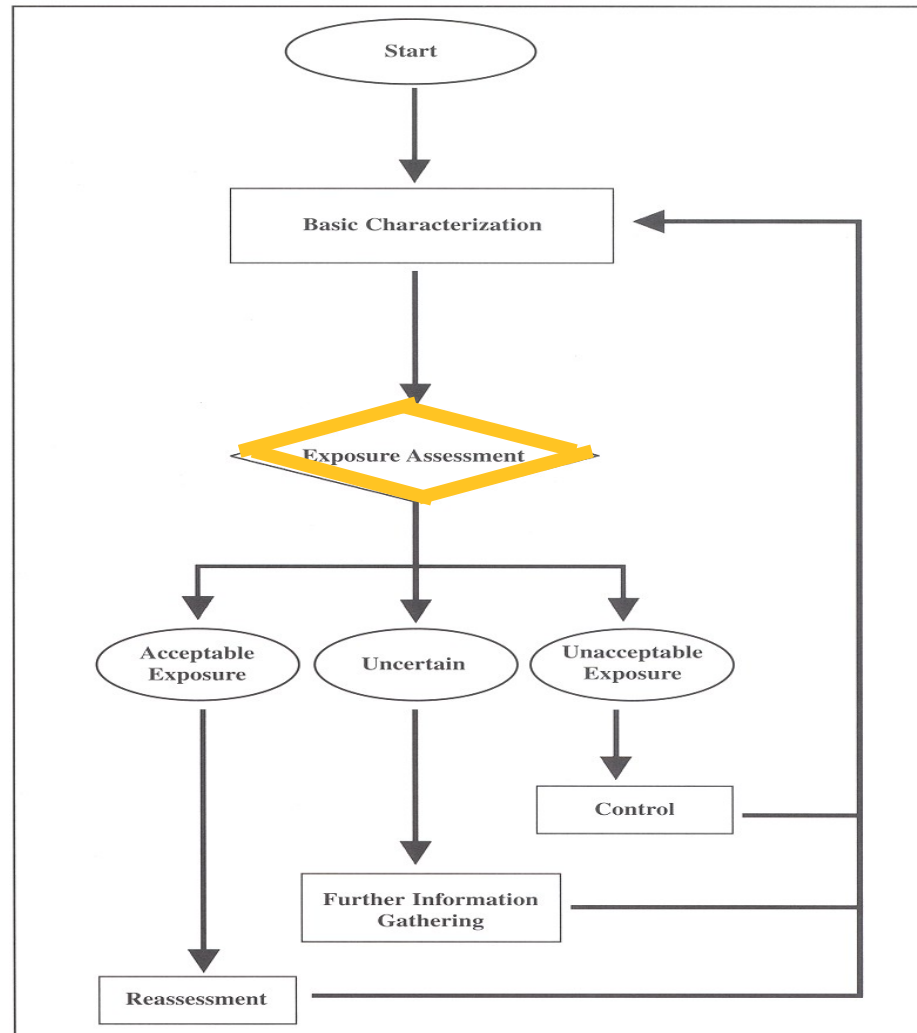 Start
Basic Characterization
Exposure Assessment
Acceptable
Exposure
Uncertain
Unacceptable
Exposure
Control
Further Information
Gathering
Reassessment